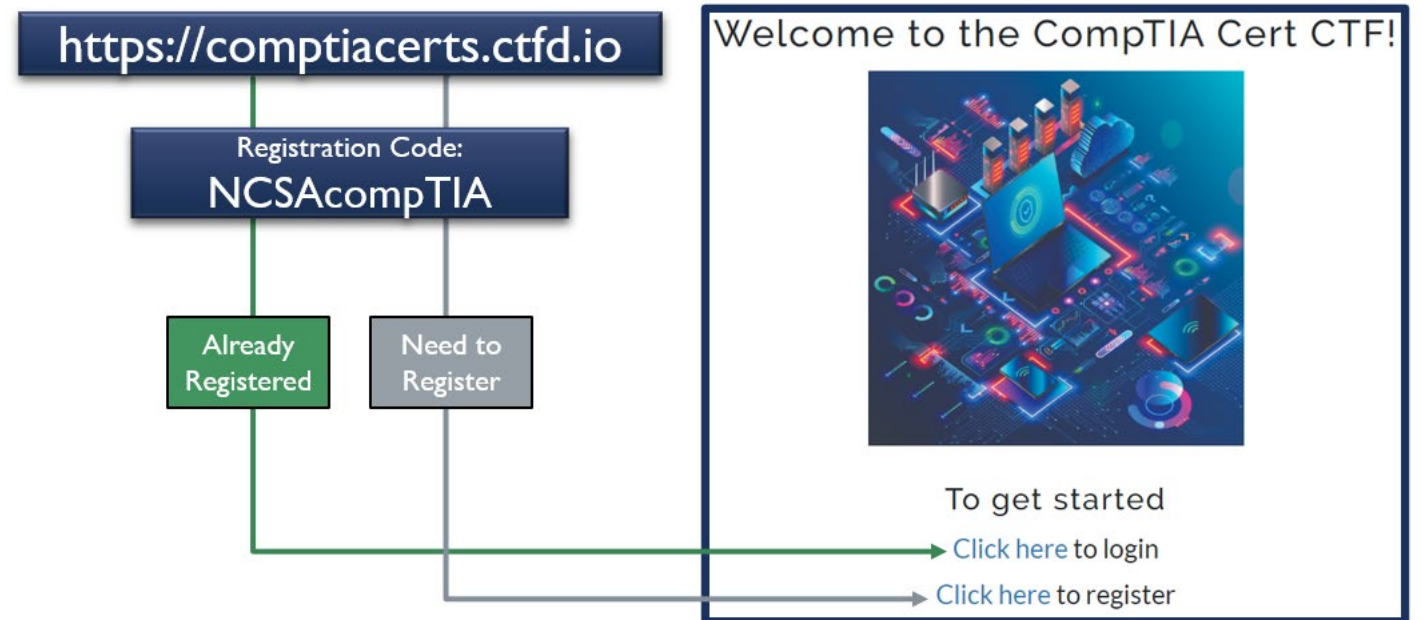 https://comptiacerts.ctfd.io
Registration Code:
NCSAcompTIA
Already
Registered
Need to
Register
Welcome to the CompTIA Cert CTF!
To get started
Click here to login
Click here to register